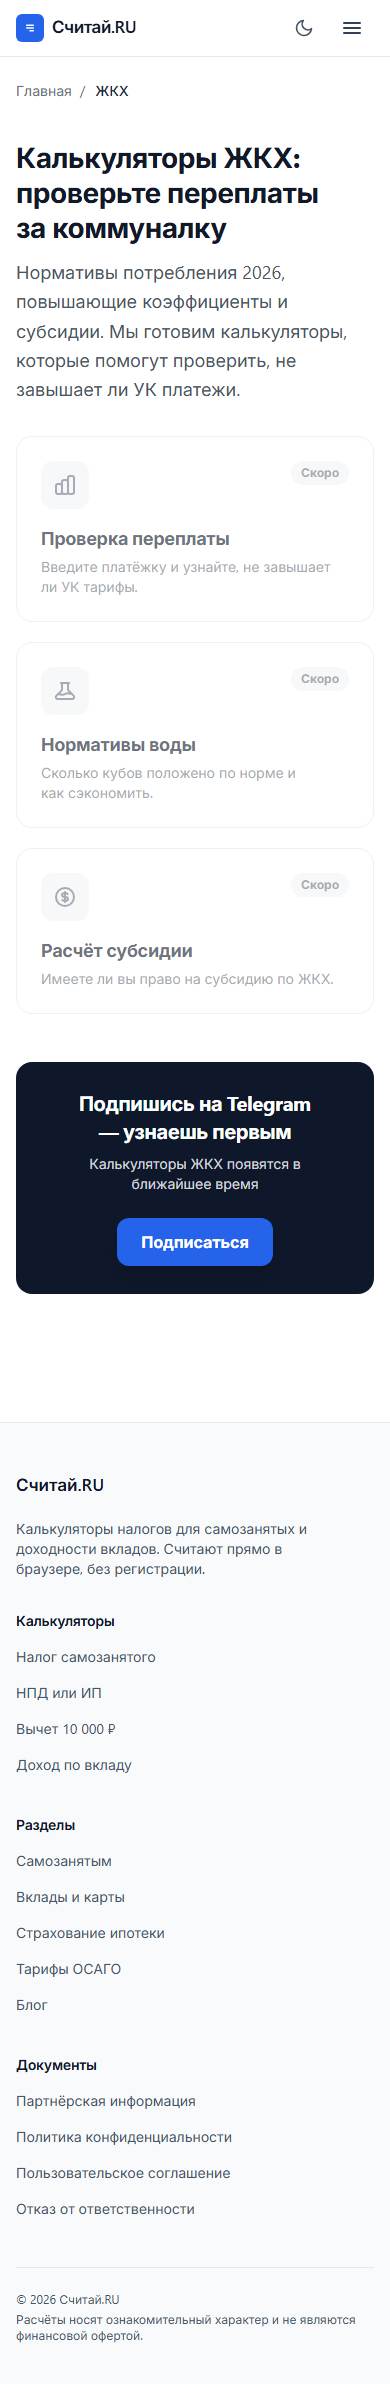 Считай.RU
Главная / ЖКХ
Калькуляторы ЖКХ:
проверьте переплаты
за коммуналку
Нормативы потребления 2026,
повышающие коэффициенты и
субсидии. Мы готовим калькуляторы,
которые помогут проверить, не
завышает ли УК платежи.
Скоро
Проверка переплаты
Введите платёжку и узнайте, не завышает
ли УК тарифы.
Скоро
Нормативы воды
Сколько кубов положено по норме и
как сэкономить.
Скоро
Расчёт субсидии
Имеете ли вы право на субсидию по ЖКХ.
Подпишись на Telegram
— узнаешь первым
Калькуляторы ЖКХ появятся в
ближайшее время
Подписаться
Считай.RU
Калькуляторы налогов для самозанятых и
доходности вкладов. Считают прямо в
браузере, без регистрации.
Калькуляторы
Налог самозанятого
НПД или ИП
Вычет 10 000 ₽
Доход по вкладу
Разделы
Самозанятым
Вклады и карты
Страхование ипотеки
Тарифы ОСАГО
Блог
Документы
Партнёрская информация
Политика конфиденциальности
Пользовательское соглашение
Отказ от ответственности
© 2026 Считай.RU
Расчёты носят ознакомительный характер и не являются
финансовой офертой.